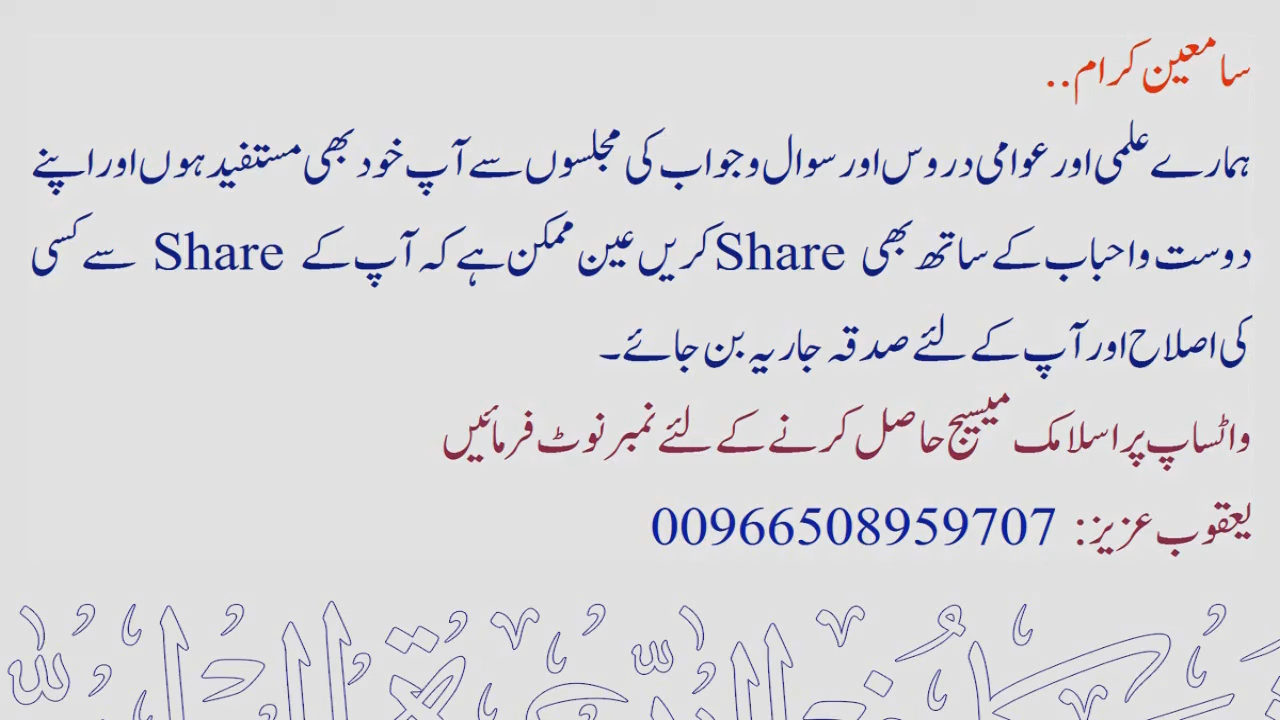 سامعین کرام..
ہمارے علمی اور عوامی دروس اور سوال و جواب کی مجلسوں سے آپ خود بھی مستفید ہوں اور اپنے
دوست و احباب کے ساتھ بھی Share کریں عین ممکن ہے کہ آپ کے Share سے کسی
کی اصلاح اور آپ کے لئے صدقہ جاریہ بن جائے۔
واٹساپ پر اسلامک میسیج حاصل کرنے کے لئے نمبر نوٹ فرمائیں
یعقوب عزیز: 00966508959707